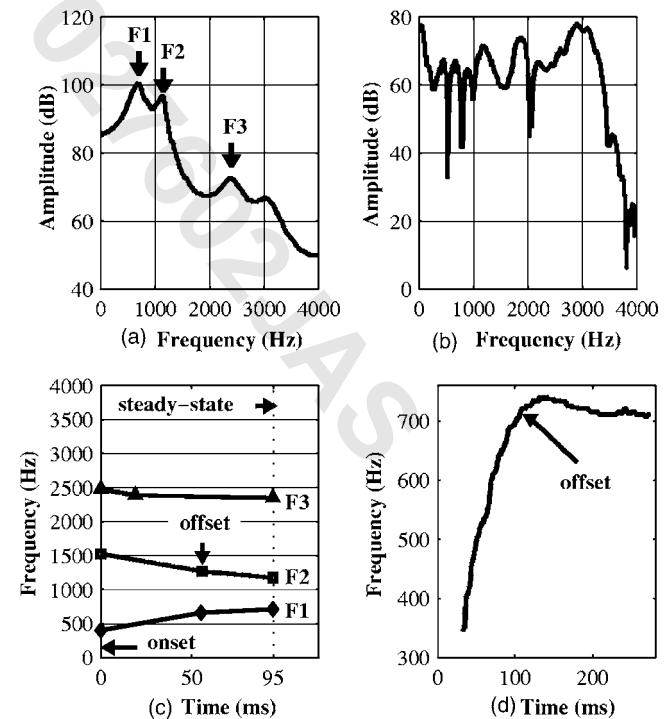 120
100
80
60
40
Amplitude (dB)
F1
F2
F3
0 1000 2000 3000 4000
(a) Frequency (Hz)
80
60
40
20
0
Amplitude (dB)
0 1000 2000 3000 4000
(b) Frequency (Hz)
4000
3500
3000
2500
2000
1500
1000
500
0
Frequency (Hz)
steady-state
F3
offset
F2
F1
onset
0 50 95
(c) Time (ms)
700
600
500
400
300
Frequency (Hz)
offset
0 100 200
(d) Time (ms)
027602JAS